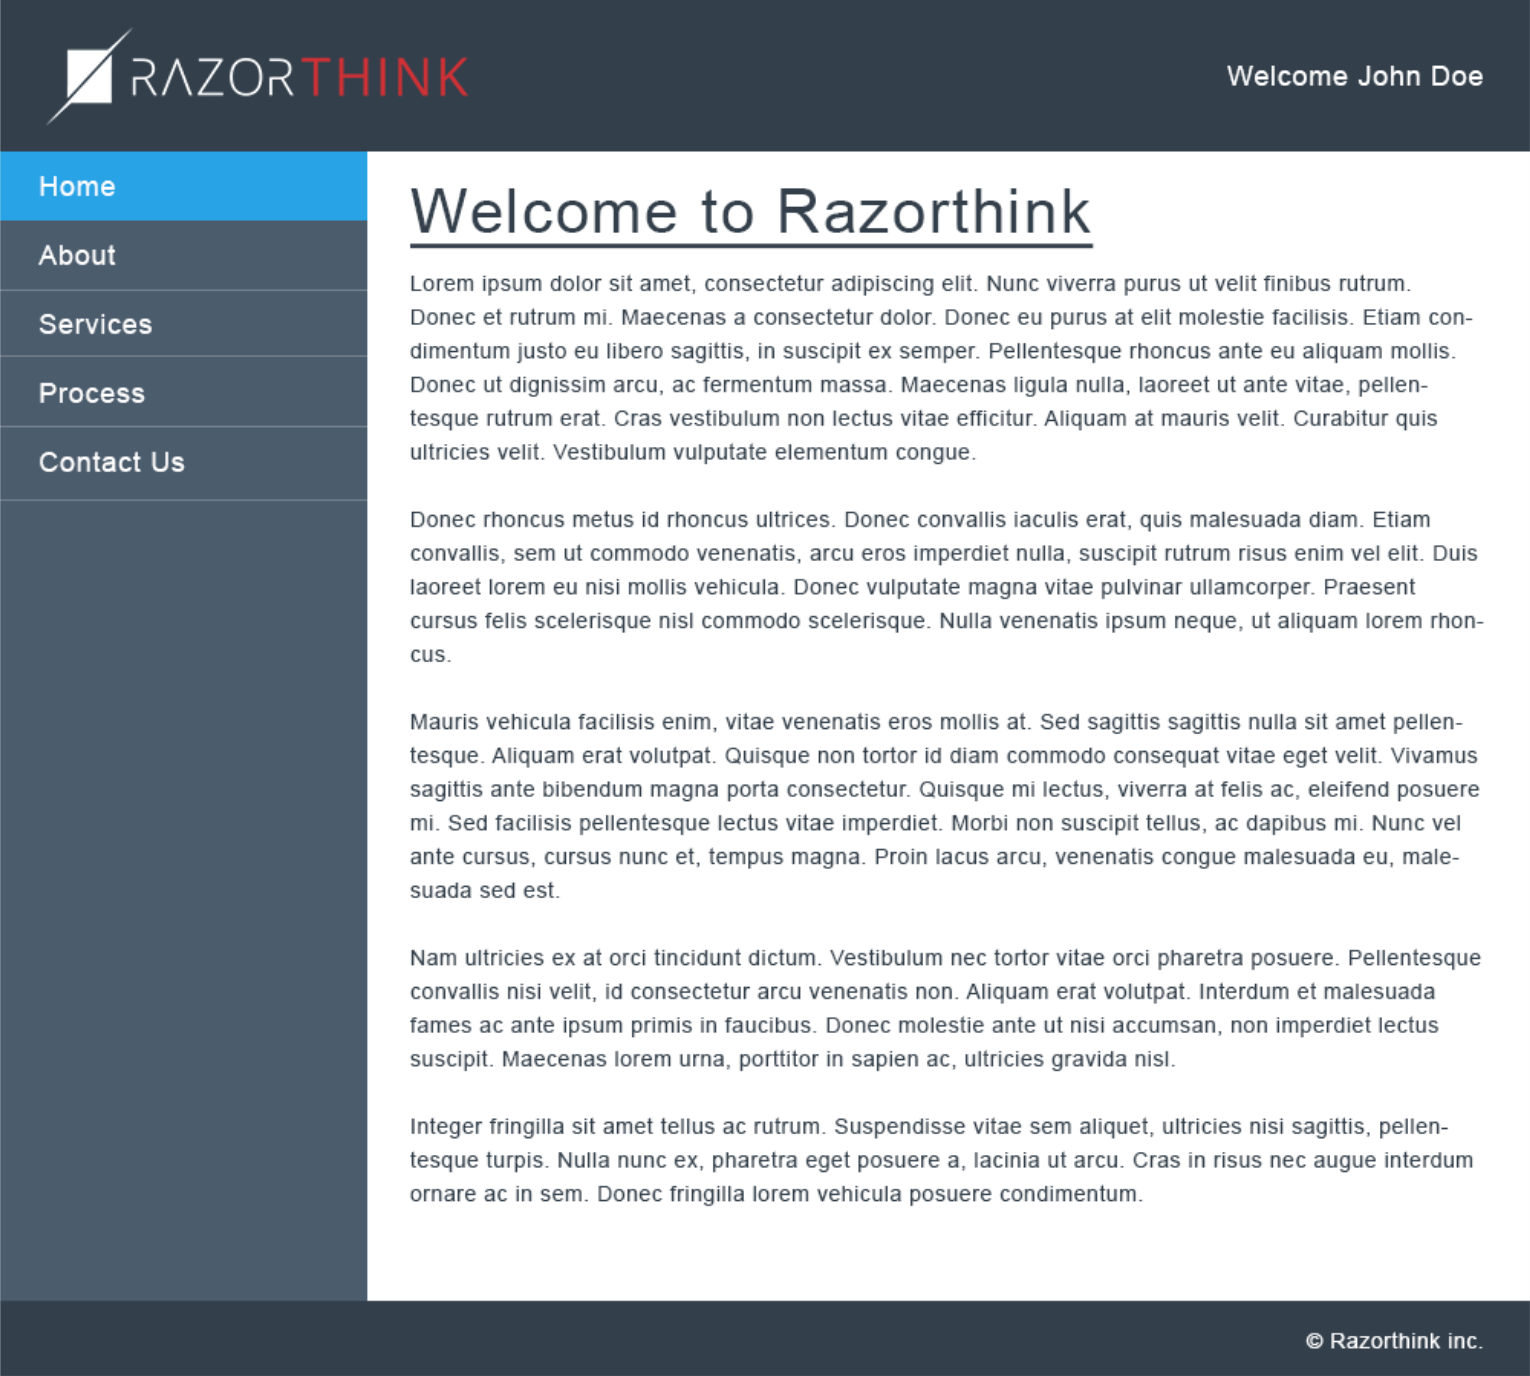 RAZORTHINK
Welcome John Doe
Home
About
Services
Process
Contact Us
Welcome to Razorthink
Lorem ipsum dolor sit amet, consectetur adipiscing elit. Nunc viverra purus ut velit finibus rutrum.
Donec et rutrum mi. Maecenas a consectetur dolor. Donec eu purus at elit molestie facilisis. Etiam con-
dimentum justo eu libero sagittis, in suscipit ex semper. Pellentesque rhoncus ante eu aliquam mollis.
Donec ut dignissim arcu, ac fermentum massa. Maecenas ligula nulla, laoreet ut ante vitae, pellen-
tesque rutrum erat. Cras vestibulum non lectus vitae efficitur. Aliquam at mauris velit. Curabitur quis
ultricies velit. Vestibulum vulputate elementum congue.
Donec rhoncus metus id rhoncus ultrices. Donec convallis iaculis erat, quis malesuada diam. Etiam
convallis, sem ut commodo venenatis, arcu eros imperdiet nulla, suscipit rutrum risus enim vel elit. Duis
laoreet lorem eu nisi mollis vehicula. Donec vulputate magna vitae pulvinar ullamcorper. Praesent
cursus felis scelerisque nisl commodo scelerisque. Nulla venenatis ipsum neque, ut aliquam lorem rhon-
cus.
Mauris vehicula facilisis enim, vitae venenatis eros mollis at. Sed sagittis sagittis nulla sit amet pellen-
tesque. Aliquam erat volutpat. Quisque non tortor id diam commodo consequat vitae eget velit. Vivamus
sagittis ante bibendum magna porta consectetur. Quisque mi lectus, viverra at felis ac, eleifend posuere
mi. Sed facilisis pellentesque lectus vitae imperdiet. Morbi non suscipit tellus, ac dapibus mi. Nunc vel
ante cursus, cursus nunc et, tempus magna. Proin lacus arcu, venenatis congue malesuada eu, male-
suada sed est.
Nam ultricies ex at orci tincidunt dictum. Vestibulum nec tortor vitae orci pharetra posuere. Pellentesque
convallis nisi velit, id consectetur arcu venenatis non. Aliquam erat volutpat. Interdum et malesuada
fames ac ante ipsum primis in faucibus. Donec molestie ante ut nisi accumsan, non imperdiet lectus
suscipit. Maecenas lorem urna, porttitor in sapien ac, ultricies gravida nisl.
Integer fringilla sit amet tellus ac rutrum. Suspendisse vitae sem aliquet, ultricies nisi sagittis, pellen-
tesque turpis. Nulla nunc ex, pharetra eget posuere a, lacinia ut arcu. Cras in risus nec augue interdum
ornare ac in sem. Donec fringilla lorem vehicula posuere condimentum.
© Razorthink inc.